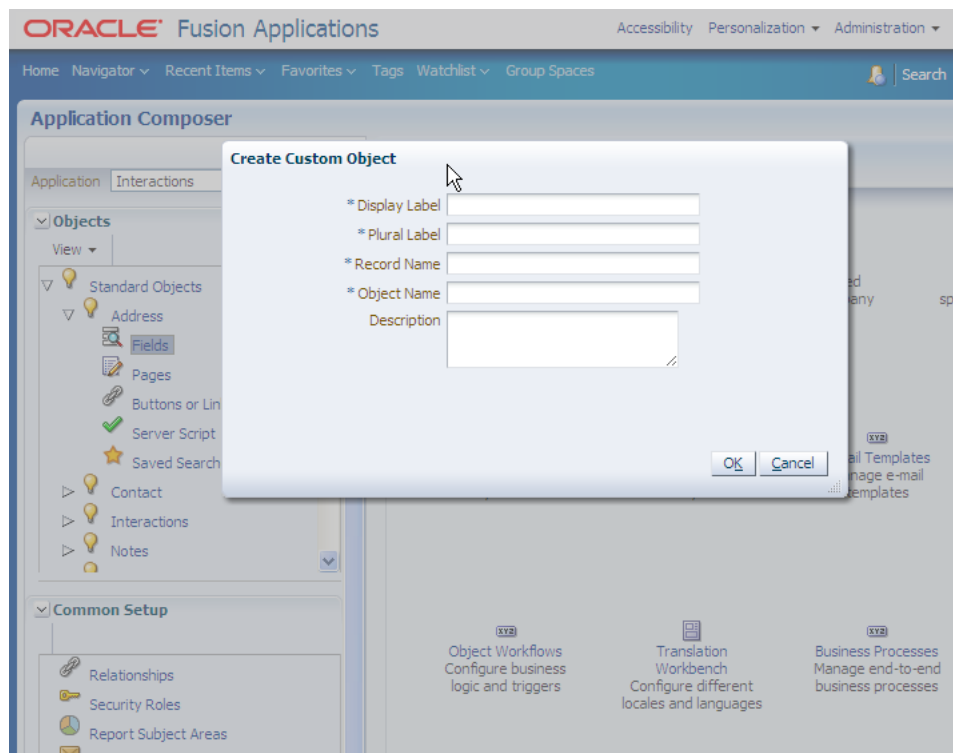 ORACLE Fusion Applications
Accessibility Personalization Administration
Home Navigator Recent Items Favorites Tags Watchlist Group Spaces
Search
Application Composer
Application Interactions
Objects
View
Standard Objects
Address
Fields
Pages
Buttons or Lin
Server Script
Saved Search
Contact
Interactions
Notes
Common Setup
Relationships
Security Roles
Report Subject Areas
Create Custom Object
* Display Label
* Plural Label
* Record Name
* Object Name
Description
OK Cancel
XYZ
ail Templates
nage e-mail
templates
XYZ
Object Workflows
Configure business
logic and triggers
Translation
Workbench
Configure different
locales and languages
XYZ
Business Processes
Manage end-to-end
business processes